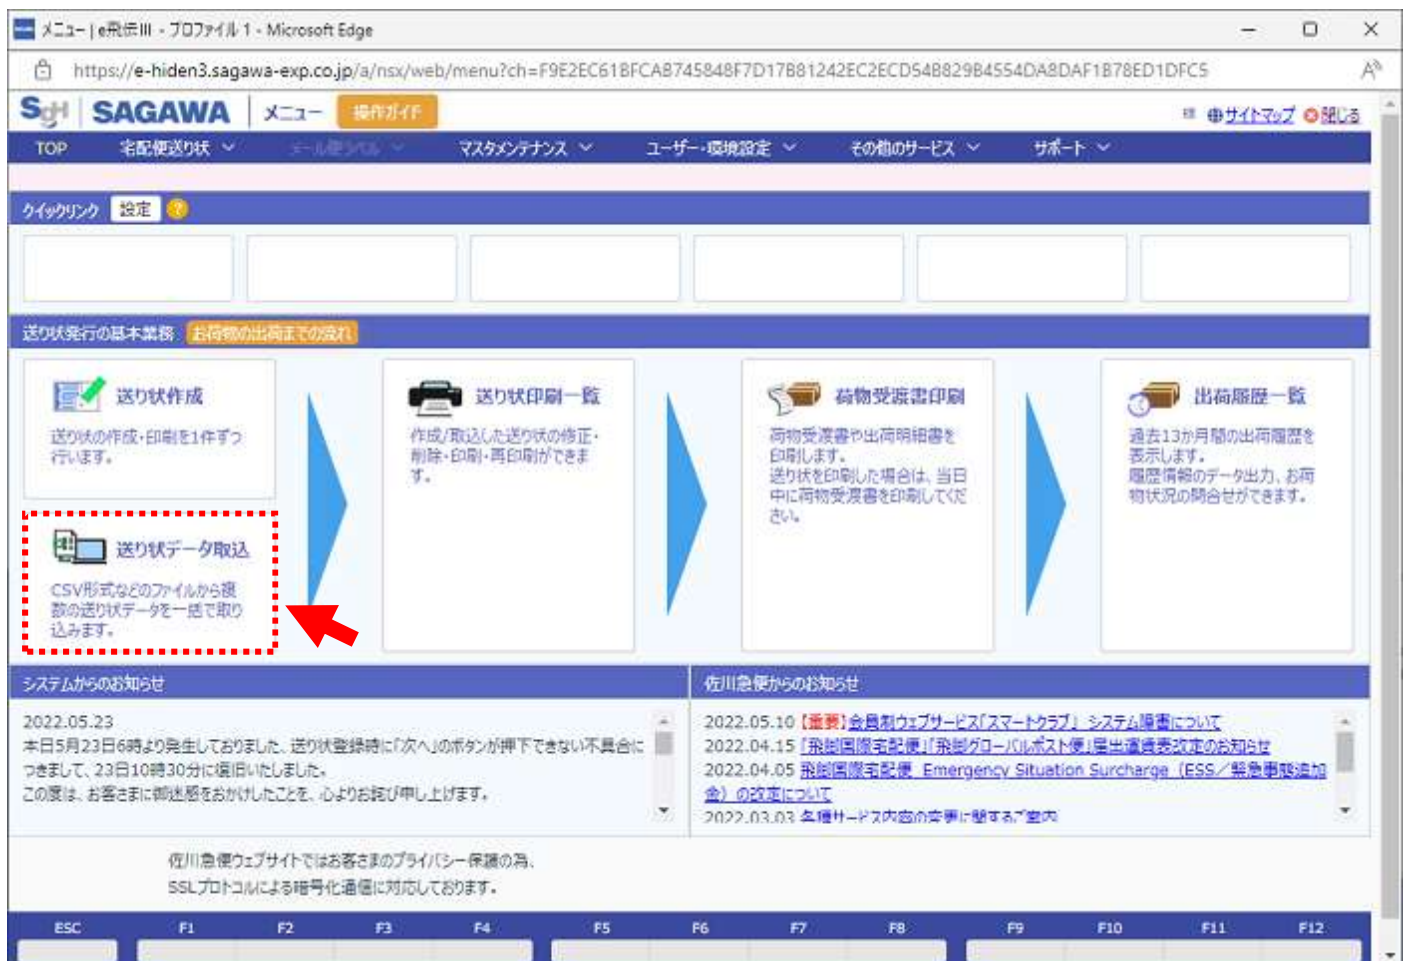 メニュー | e飛伝III - プロファイル 1 - Microsoft Edge
https://e-hiden3.sagawa-exp.co.jp/a/nsx/web/menu?ch=F9E2EC61BFCAB745848F7D17B81242EC2ECD54B829B4554DA8DAF1B78ED1DFC5
SGH SAGAWA メニュー 操作ガイド
サイトマップ 閉じる
TOP 宅配便送り状 メール便ラベル マスタメンテナンス ユーザー・環境設定 その他のサービス サポート
クイックリンク 設定 ?
送り状発行の基本業務 お荷物の出荷までの流れ
送り状作成
送り状の作成・印刷を1件ずつ
行います。
送り状データ取込
CSV形式などのファイルから複
数の送り状データを一括で取り
込みます。
送り状印刷一覧
作成/取込した送り状の修正・
削除・印刷・再印刷ができま
す。
荷物受渡書印刷
荷物受渡書や出荷明細書を
印刷します。
送り状を印刷した場合は、当日
中に荷物受渡書を印刷してくだ
さい。
出荷履歴一覧
過去13か月間の出荷履歴を
表示します。
履歴情報のデータ出力、お荷
物状況の問合せができます。
システムからのお知らせ
2022.05.23
本日5月23日6時より発生しておりました、送り状登録時に「次へ」のボタンが押下できない不具合に
つきまして、23日10時30分に復旧いたしました。
この度は、お客さまに御迷惑をおかけしたことを、心よりお詫び申し上げます。
佐川急便からのお知らせ
2022.05.10【重要】会員制ウェブサービス「スマートクラブ」 システム障害について
2022.04.15「飛脚国際宅配便」「飛脚グローバルポスト便」届出運賃表改定のお知らせ
2022.04.05 飛脚国際宅配便 Emergency Situation Surcharge（ESS／緊急事態追加
金）の改定について
2022.03.03 各種サービス内容の変更に関するご案内
佐川急便ウェブサイトではお客さまのプライバシー保護の為、
SSLプロトコルによる暗号化通信に対応しております。
ESC F1 F2 F3 F4 F5 F6 F7 F8 F9 F10 F11 F12